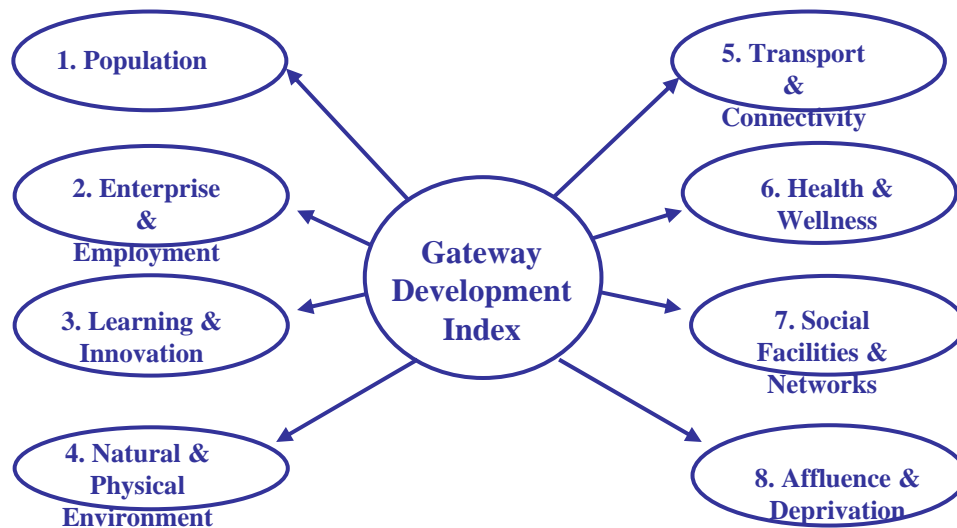 1. Population
2. Enterprise
&
Employment
3. Learning &
Innovation
4. Natural &
Physical
Environment
Gateway
Development
Index
5. Transport
&
Connectivity
6. Health &
Wellness
7. Social
Facilities &
Networks
8. Affluence &
Deprivation